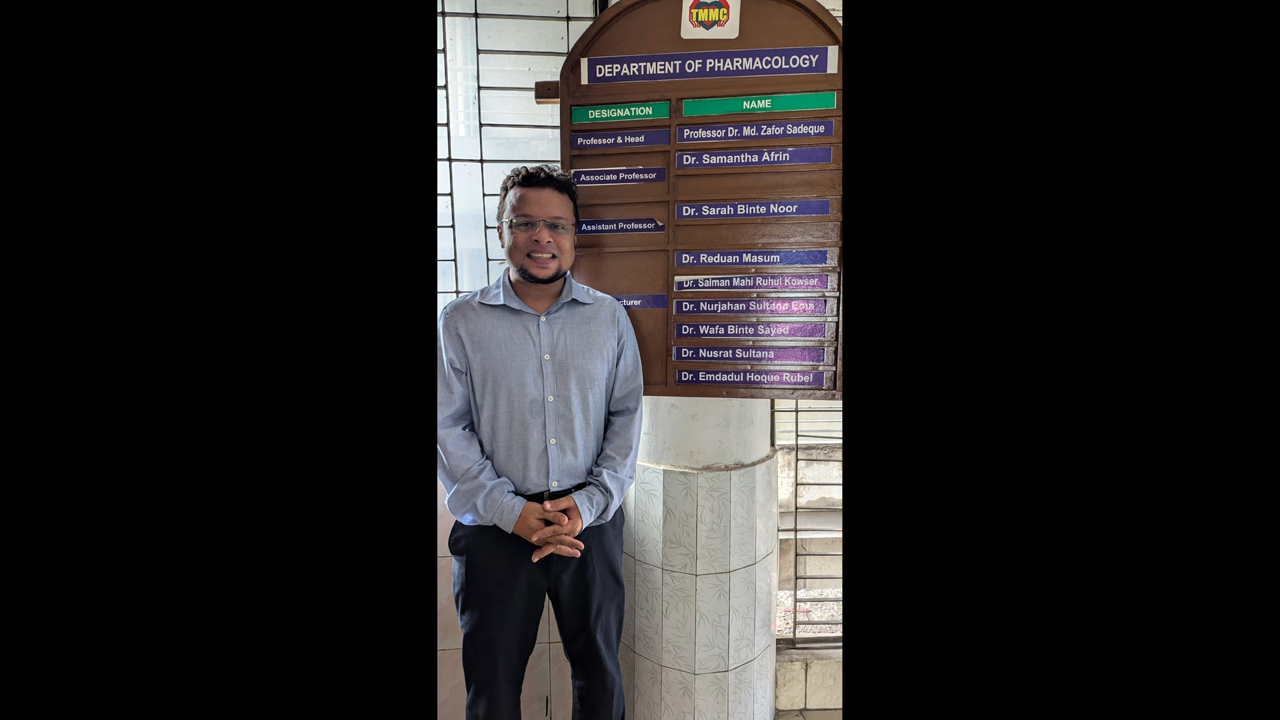 TMMC
DEPARTMENT OF PHARMACOLOGY
DESIGNATION NAME
Professor & Head Professor Dr. Md. Zafor Sadeque
Dr. Samantha Afrin
Associate Professor
Dr. Sarah Binte Noor
Assistant Professor
Dr. Reduan Masum
Dr. Salman Mahi Ruhul Kowser
cturer Dr. Nurjahan Sultana Ema
Dr. Wafa Binte Sayed
Dr. Nusrat Sultana
Dr. Emdadul Hoque Rubel